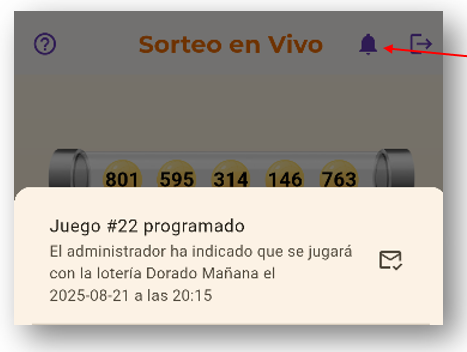 Sorteo en Vivo
801 595 314 146 763
Juego #22 programado
El administrador ha indicado que se jugará
con la lotería Dorado Mañana el
2025-08-21 a las 20:15